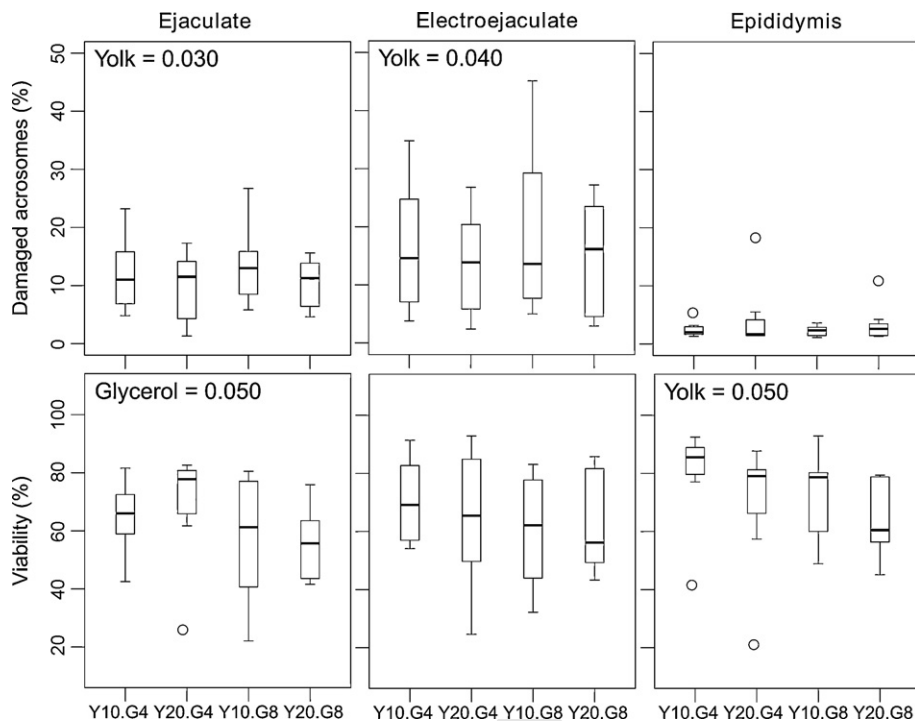 Ejaculate Electroejaculate Epididymis
Damaged acrosomes (%)
50
40
30
20
10
0
Yolk = 0.030
Yolk = 0.040
Viability (%)
100
80
60
40
20
Glycerol = 0.050
Yolk = 0.050
Y10.G4 Y20.G4 Y10.G8 Y20.G8 Y10.G4 Y20.G4 Y10.G8 Y20.G8 Y10.G4 Y20.G4 Y10.G8 Y20.G8